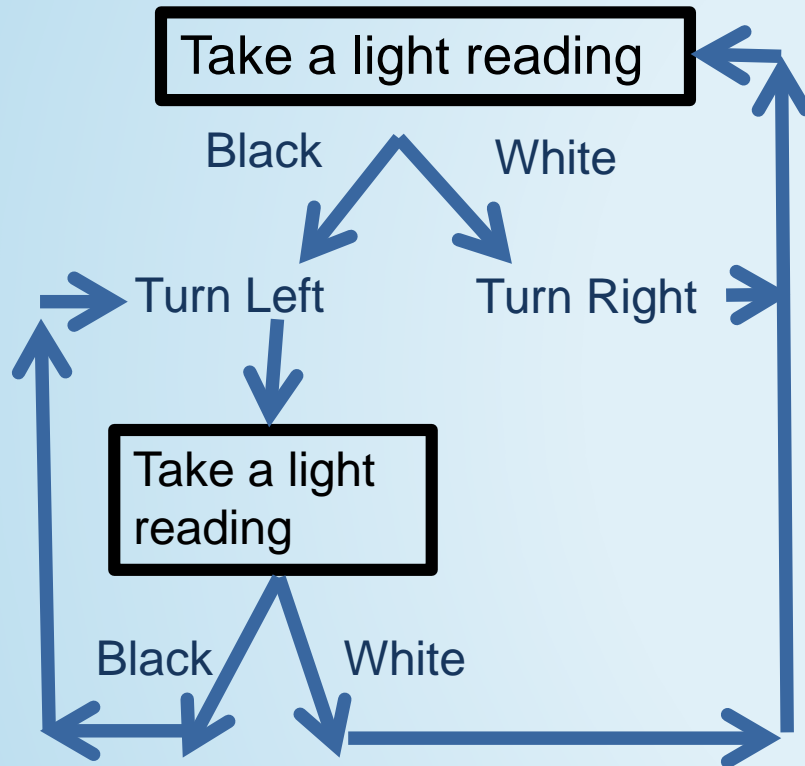 Take a light reading
Black
White
Turn Left
Turn Right
Take a light
reading
Black
White